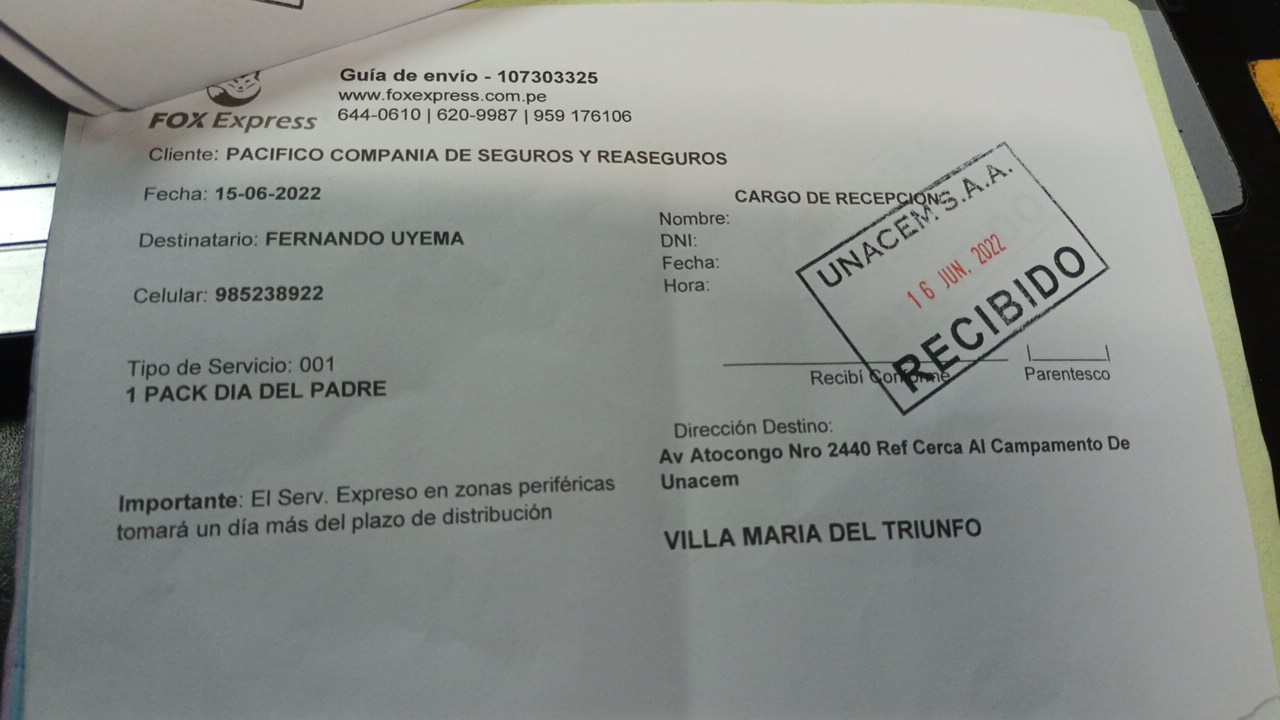 Guía de envío - 107303325
www.foxexpress.com.pe
FOX Express
644-0610 | 620-9987 | 959 176106
Cliente: PACIFICO COMPANIA DE SEGUROS Y REASEGUROS
Fecha: 15-06-2022
Destinatario: FERNANDO UYEMA
Celular: 985238922
Tipo de Servicio: 001
1 PACK DIA DEL PADRE
Importante: El Serv. Expreso en zonas periféricas
tomará un día más del plazo de distribución
CARGO DE RECEPCION
Nombre:
DNI:
Fecha:
Hora:
UNACEM S.A.A.
16 JUN. 2022
RECIBIDO
Recibí Conforme
Parentesco
Dirección Destino:
Av Atocongo Nro 2440 Ref Cerca Al Campamento De
Unacem
VILLA MARIA DEL TRIUNFO